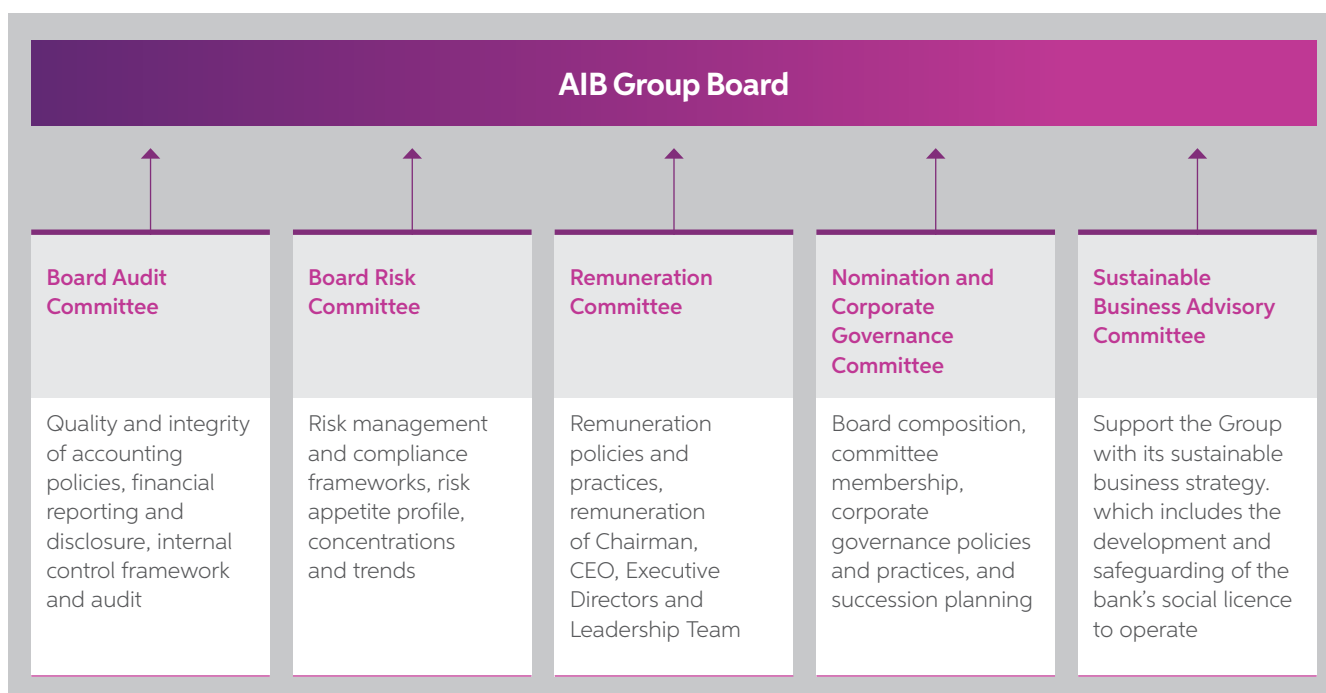 AIB Group Board
Board Audit
Committee
Quality and integrity
of accounting
policies, financial
reporting and
disclosure, internal
control framework
and audit
Board Risk
Committee
Risk management
and compliance
frameworks, risk
appetite profile,
concentrations
and trends
Remuneration
Committee
Remuneration
policies and
practices,
remuneration
of Chairman,
CEO, Executive
Directors and
Leadership Team
Nomination and
Corporate
Governance
Committee
Board composition,
committee
membership,
corporate
governance policies
and practices, and
succession planning
Sustainable
Business Advisory
Committee
Support the Group
with its sustainable
business strategy.
which includes the
development and
safeguarding of the
bank’s social licence
to operate